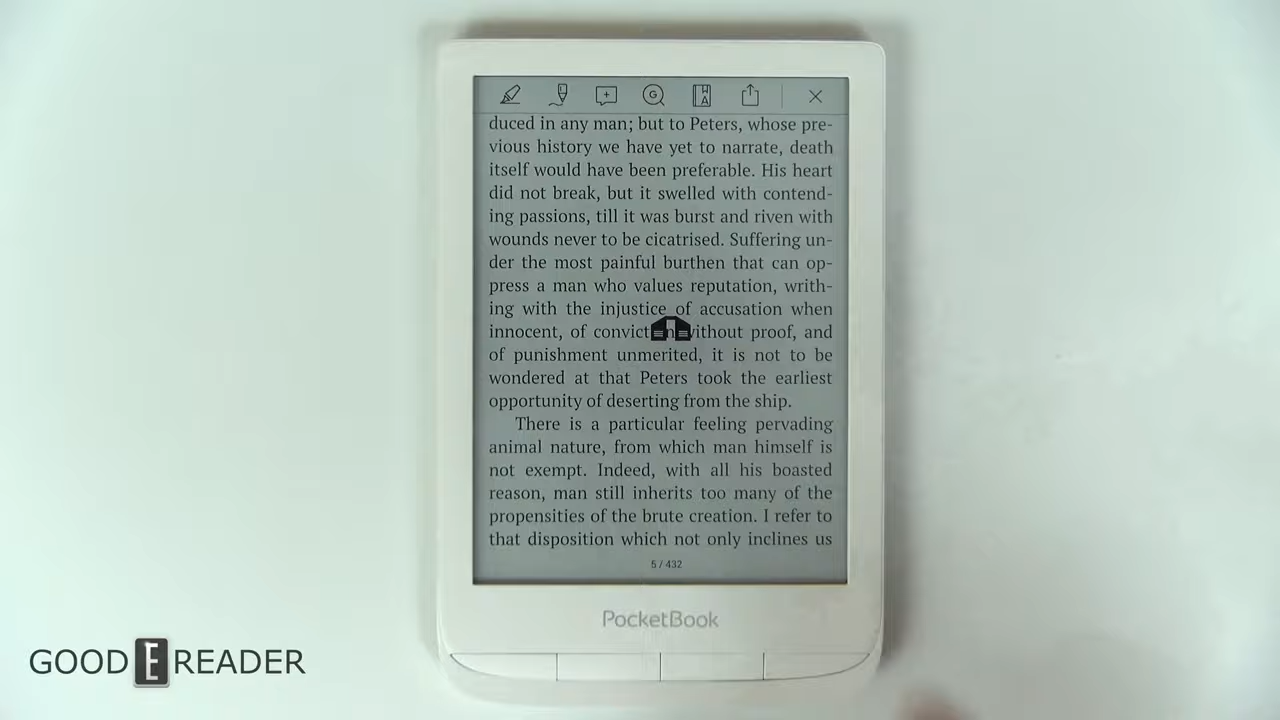 G
A
duced in any man; but to Peters, whose pre-
vious history we have yet to narrate, death
itself would have been preferable. His heart
did not break, but it swelled with contend-
ing passions, till it was burst and riven with
wounds never to be cicatrised. Suffering un-
der the most painful burthen that can op-
press a man who values reputation, writh-
ing with the injustice of accusation when
innocent, of convict n without proof, and
of punishment unmerited, it is not to be
wondered at that Peters took the earliest
opportunity of deserting from the ship.
There is a particular feeling pervading
animal nature, from which man himself is
not exempt. Indeed, with all his boasted
reason, man still inherits too many of the
propensities of the brute creation. I refer to
that disposition which not only inclines us
5 / 432
PocketBook
GOOD E READER